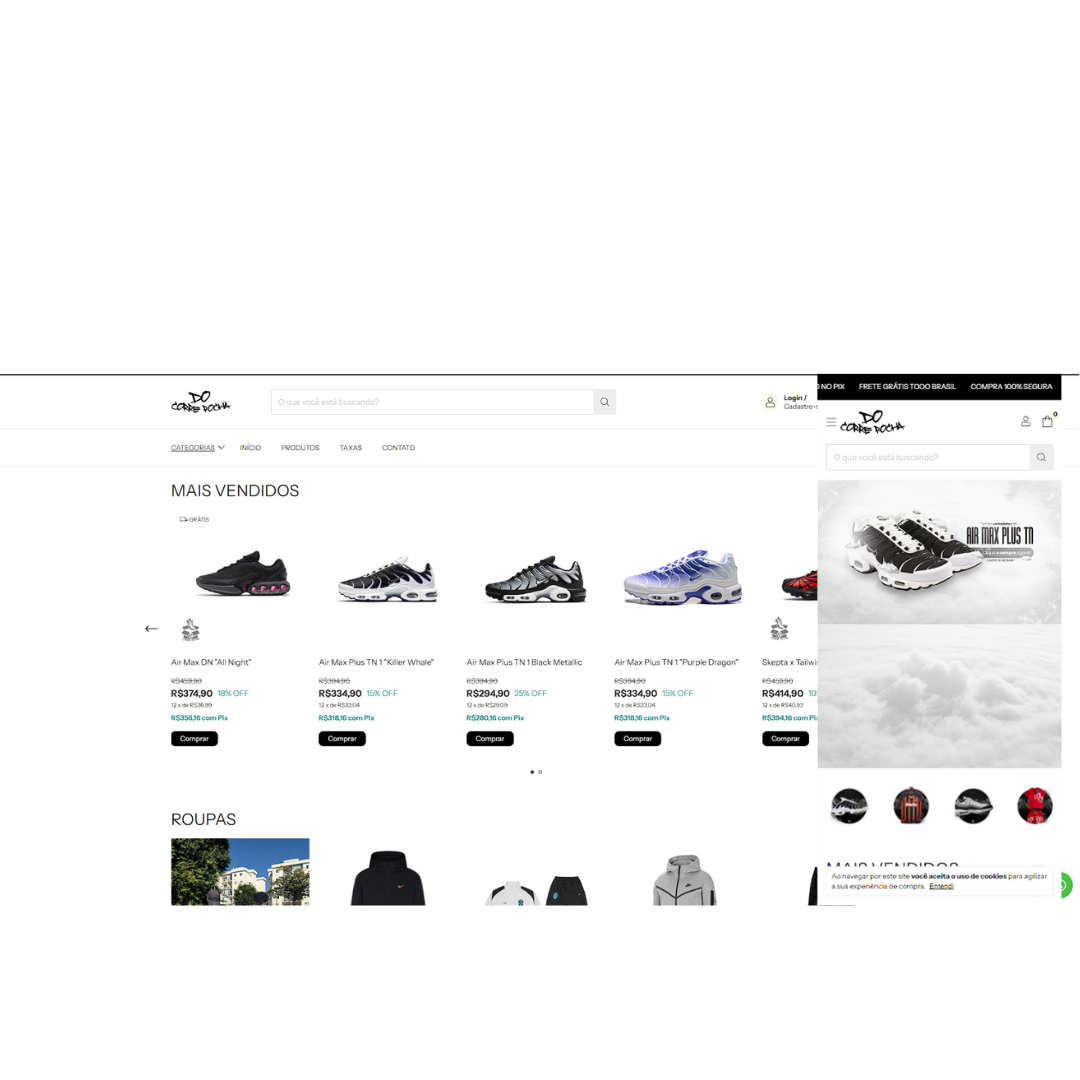 DO
CORRE ROCHA
O que você está buscando?
Login /
Cadastre-s
CATEGORIAS
INÍCIO
PRODUTOS
TAXAS
CONTATO
MAIS VENDIDOS
GRÁTIS
Air Max DN "All Night"
R$459,90
R$374,90 18% OFF
12 x de R$36,99
R$356,16 com Pix
Comprar
Air Max Plus TN 1 "Killer Whale"
R$394,90
R$334,90 15% OFF
12 x de R$33,04
R$318,16 com Pix
Comprar
Air Max Plus TN 1 Black Metallic
R$394,90
R$294,90 25% OFF
12 x de R$29,09
R$280,16 com Pix
Comprar
Air Max Plus TN 1 "Purple Dragon"
R$394,90
R$334,90 15% OFF
12 x de R$33,04
R$318,16 com Pix
Comprar
Skepta x Tailwi
R$459,90
R$414,90 10
12 x de R$40,93
R$394,16 com Pi
Comprar
ROUPAS
O NO PIX
FRETE GRÁTIS TODO BRASIL
COMPRA 100% SEGURA
DO
CORRE ROCHA
0
O que você está buscando?
AIR MAX PLUS TN
MAIS VENDIDOS
Ao navegar por este site você aceita o uso de cookies para agilizar
a sua experiência de compra. Entendi